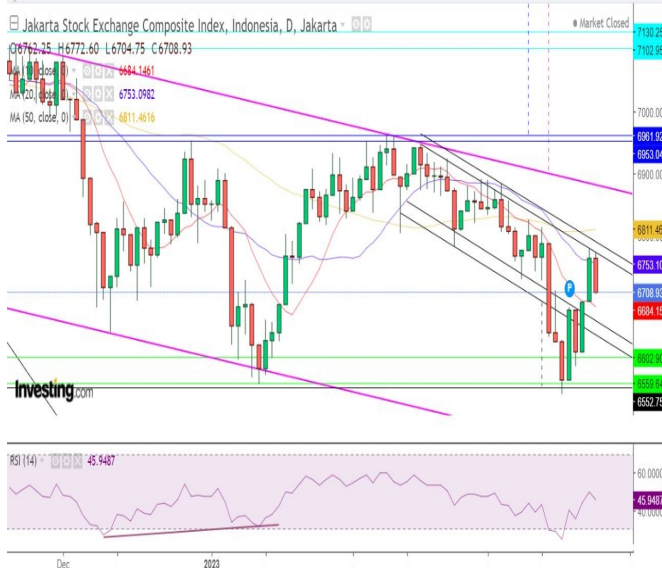 Jakarta Stock Exchange Composite Index, Indonesia, D, Jakarta
Market Closed
O6762.25 H6772.60 L6704.75 C6708.93
close, 0) 6684.1461
MA (20, close, 0) 6753.0982
MA (50, close, 0) 6811.4616
7130.25
7102.95
7000.00
6961.92
6953.04
6900.00
6811.46
6753.10
6708.93
6684.15
6602.90
6559.64
6552.75
P
Investing.com
RSI (14) 45.9487
60.0000
45.9487
40.0000
Dec
2023